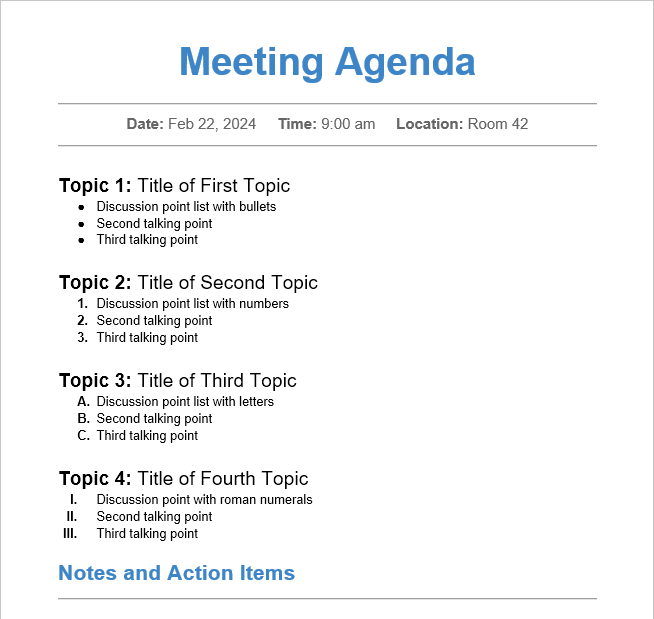 Meeting Agenda
Date: Feb 22, 2024 Time: 9:00 am Location: Room 42
Topic 1: Title of First Topic
● Discussion point list with bullets
● Second talking point
● Third talking point
Topic 2: Title of Second Topic
1. Discussion point list with numbers
2. Second talking point
3. Third talking point
Topic 3: Title of Third Topic
A. Discussion point list with letters
B. Second talking point
C. Third talking point
Topic 4: Title of Fourth Topic
I. Discussion point with roman numerals
II. Second talking point
III. Third talking point
Notes and Action Items